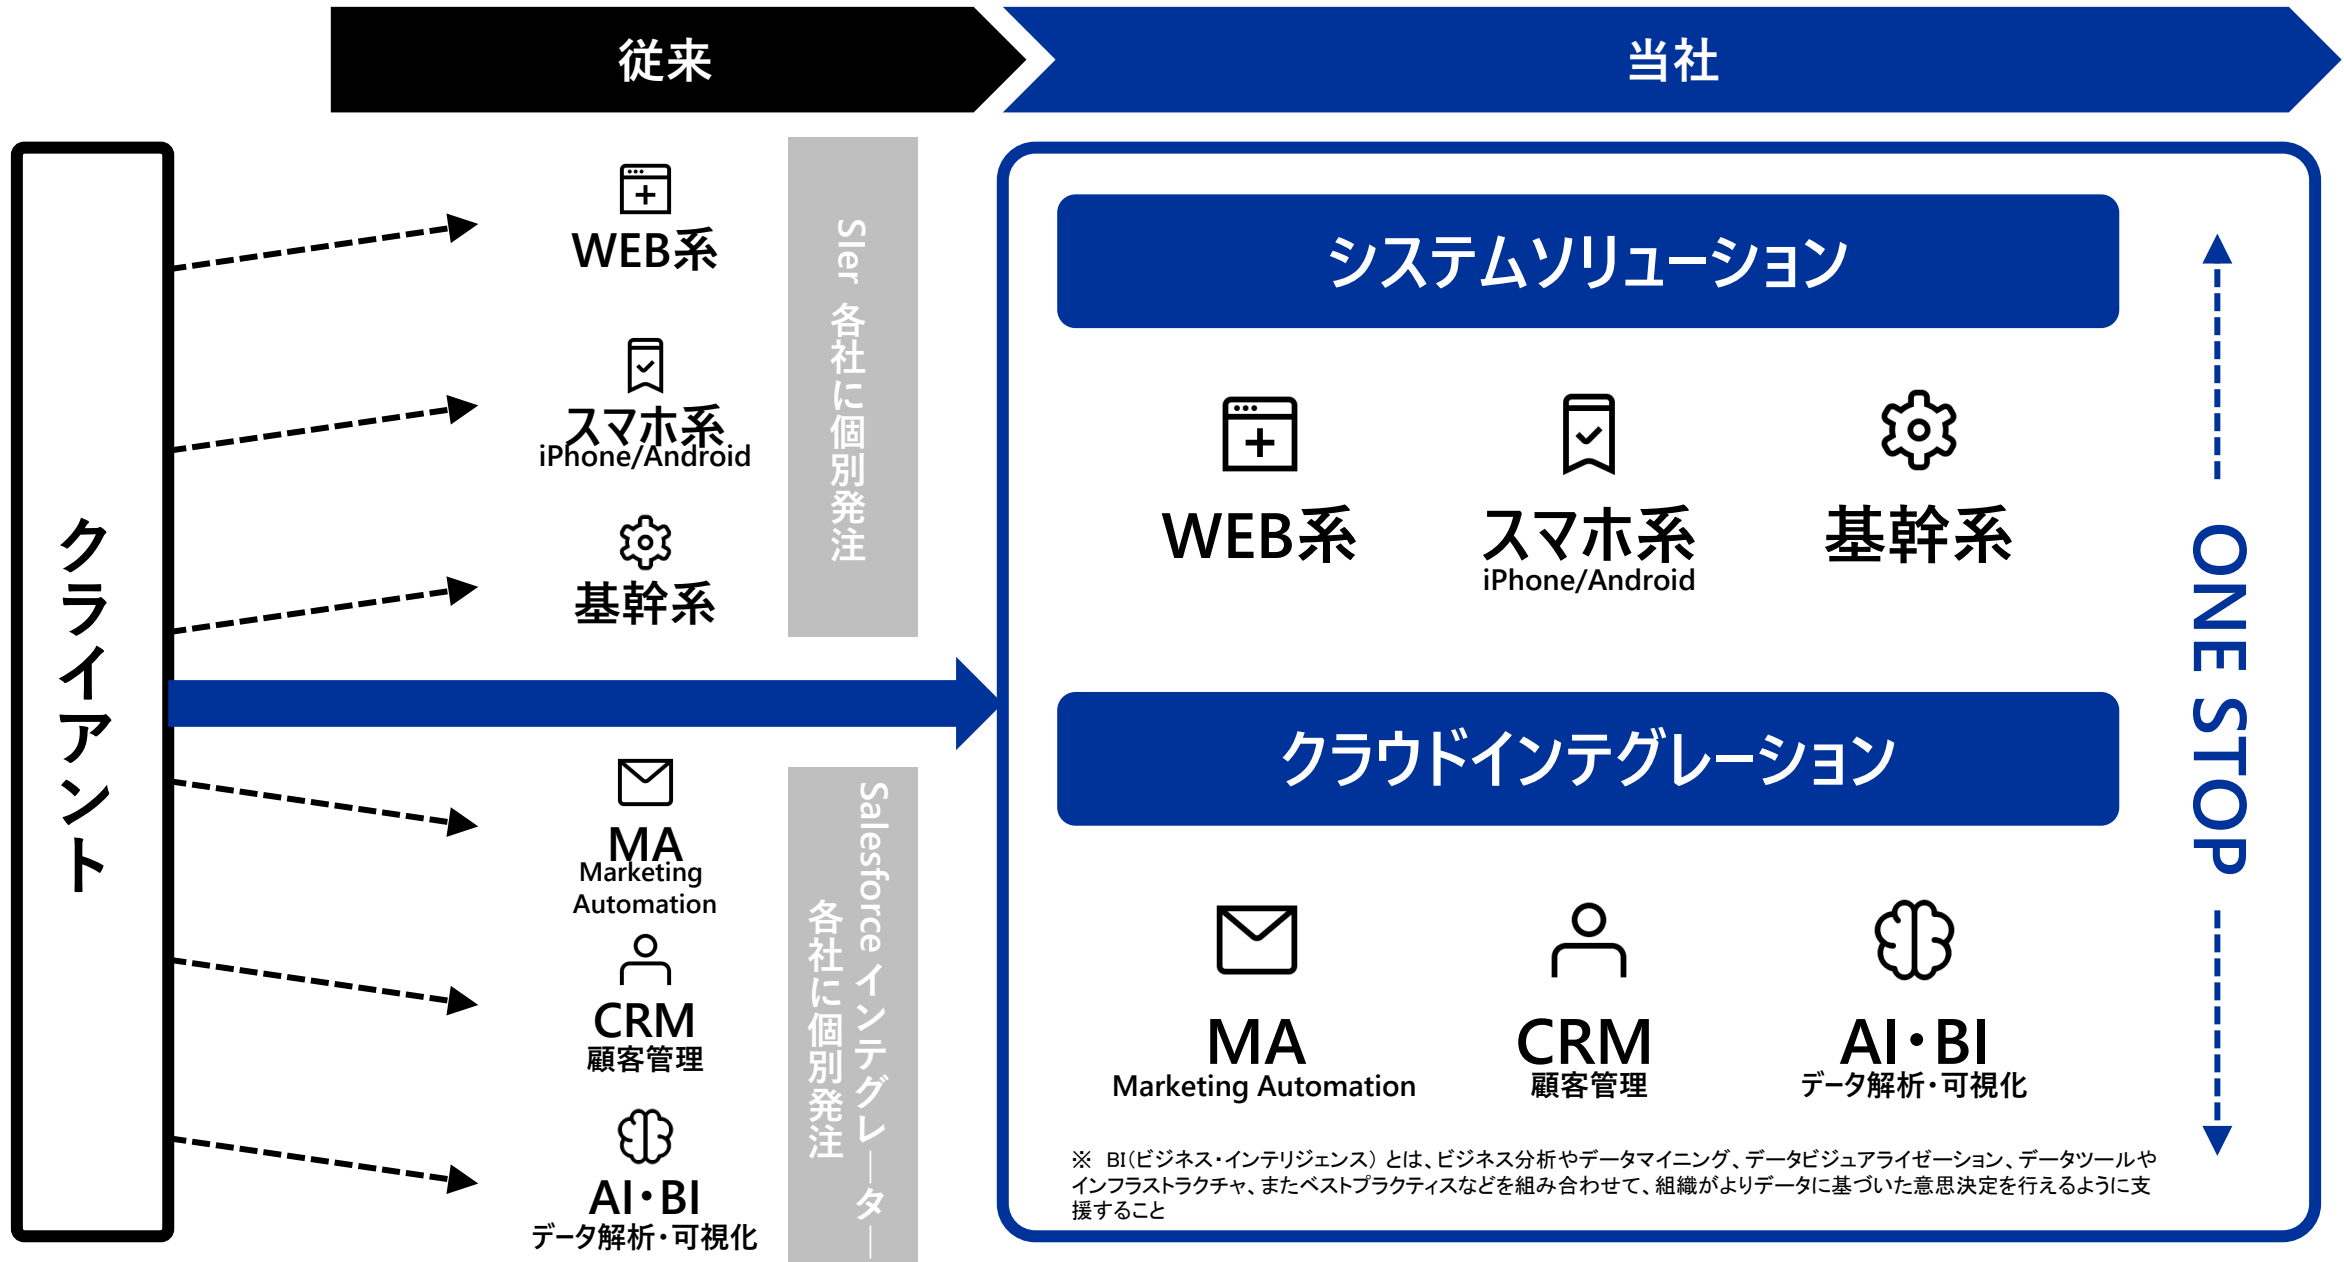 従来
当社
クライアント
WEB系
スマホ系
iPhone/Android
基幹系
SIer 各社に個別発注
MA
Marketing
Automation
CRM
顧客管理
AI・BI
データ解析・可視化
Salesforce インテグレーター
各社に個別発注
システムソリューション
WEB系
スマホ系
iPhone/Android
基幹系
クラウドインテグレーション
MA
Marketing Automation
CRM
顧客管理
AI・BI
データ解析・可視化
ONE STOP
※　BI（ビジネス・インテリジェンス）とは、ビジネス分析やデータマイニング、データビジュアライゼーション、データツールや
インフラストラクチャ、またベストプラクティスなどを組み合わせて、組織がよりデータに基づいた意思決定を行えるように支
援すること